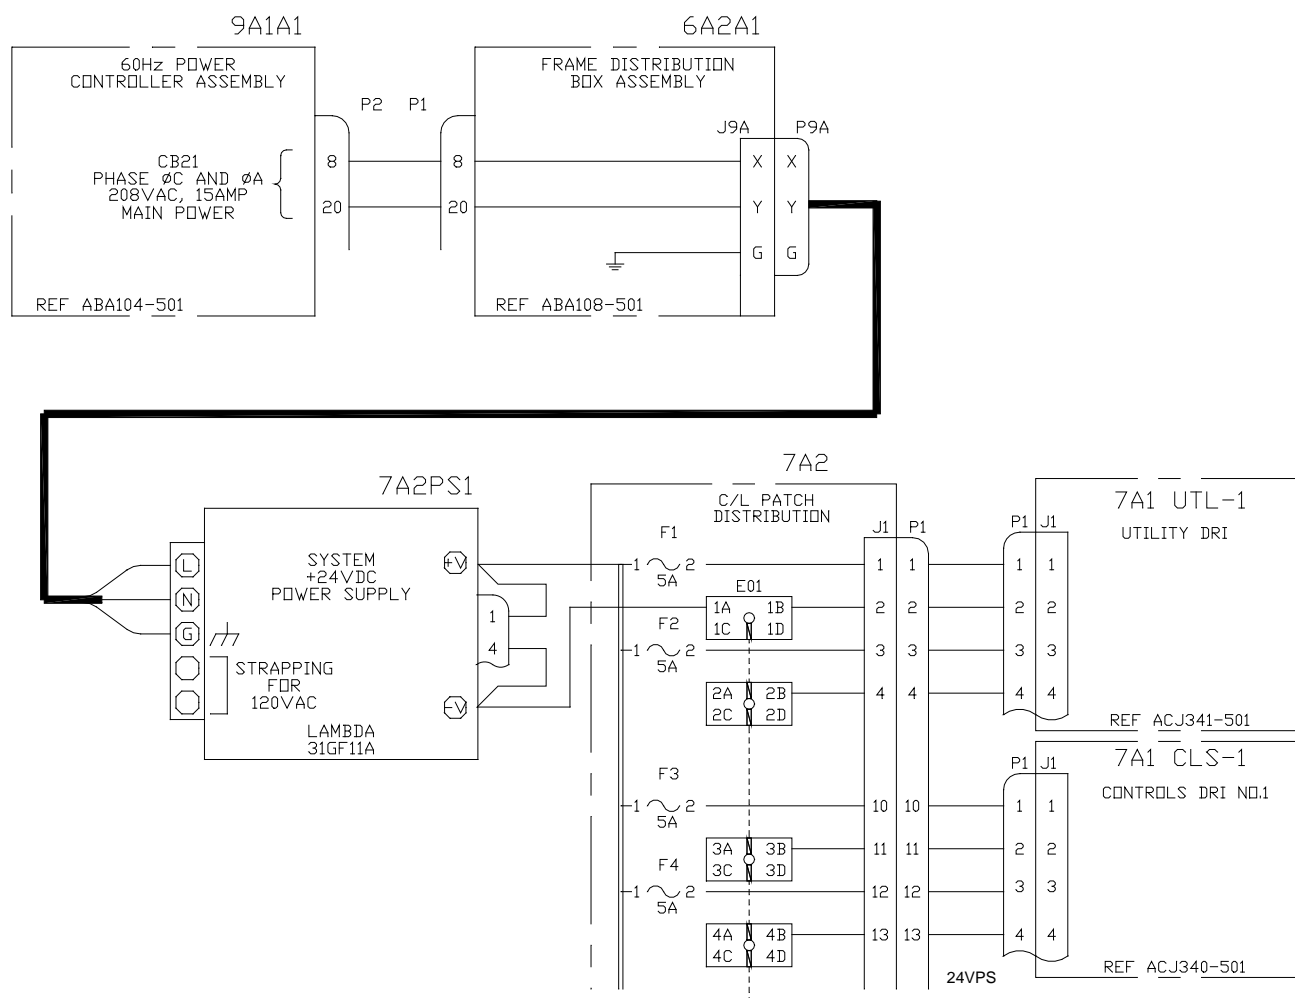 9A1A1
60Hz POWER
CONTROLLER ASSEMBLY
CB21
PHASE ØC AND ØA
208VAC, 15AMP
MAIN POWER
8
20
REF ABA104-501
P2 P1
6A2A1
FRAME DISTRIBUTION
BOX ASSEMBLY
8
20
J9A P9A
X X
Y Y
G G
REF ABA108-501
7A2PS1
SYSTEM
+24VDC
POWER SUPPLY
L
N
G
STRAPPING
FOR
120VAC
LAMBDA
31GF11A
+V
1
4
-V
7A2
C/L PATCH
DISTRIBUTION
F1
1 2
5A
E01
1A 1B
1C 1D
F2
1 2
5A
2A 2B
2C 2D
F3
1 2
5A
3A 3B
3C 3D
F4
1 2
5A
4A 4B
4C 4D
J1 P1
1 1
2 2
3 3
4 4
10 10
11 11
12 12
13 13
7A1 UTL-1
UTILITY DRI
P1 J1
1 1
2 2
3 3
4 4
REF ACJ341-501
7A1 CLS-1
CONTROLS DRI NO.1
P1 J1
1 1
2 2
3 3
4 4
REF ACJ340-501
24VPS